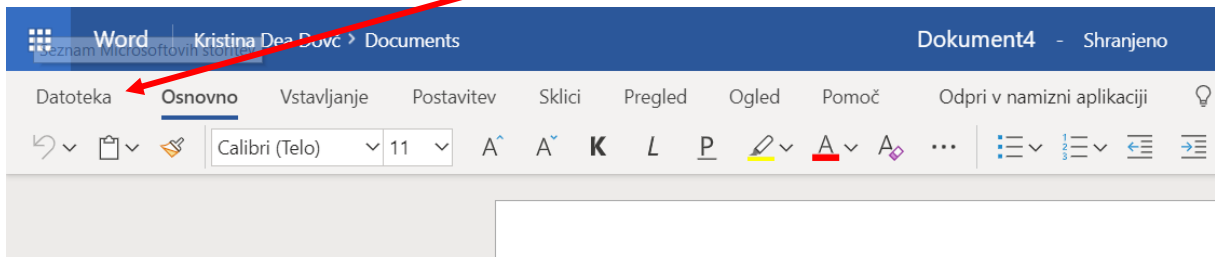 Word Kristina Dea Dovč > Documents Dokument4 - Shranjeno
Seznam Microsoftovih storitev
Datoteka Osnovno Vstavljanje Postavitev Sklici Pregled Ogled Pomoč Odpri v namizni aplikaciji
Calibri (Telo) 11 A A K L P A A